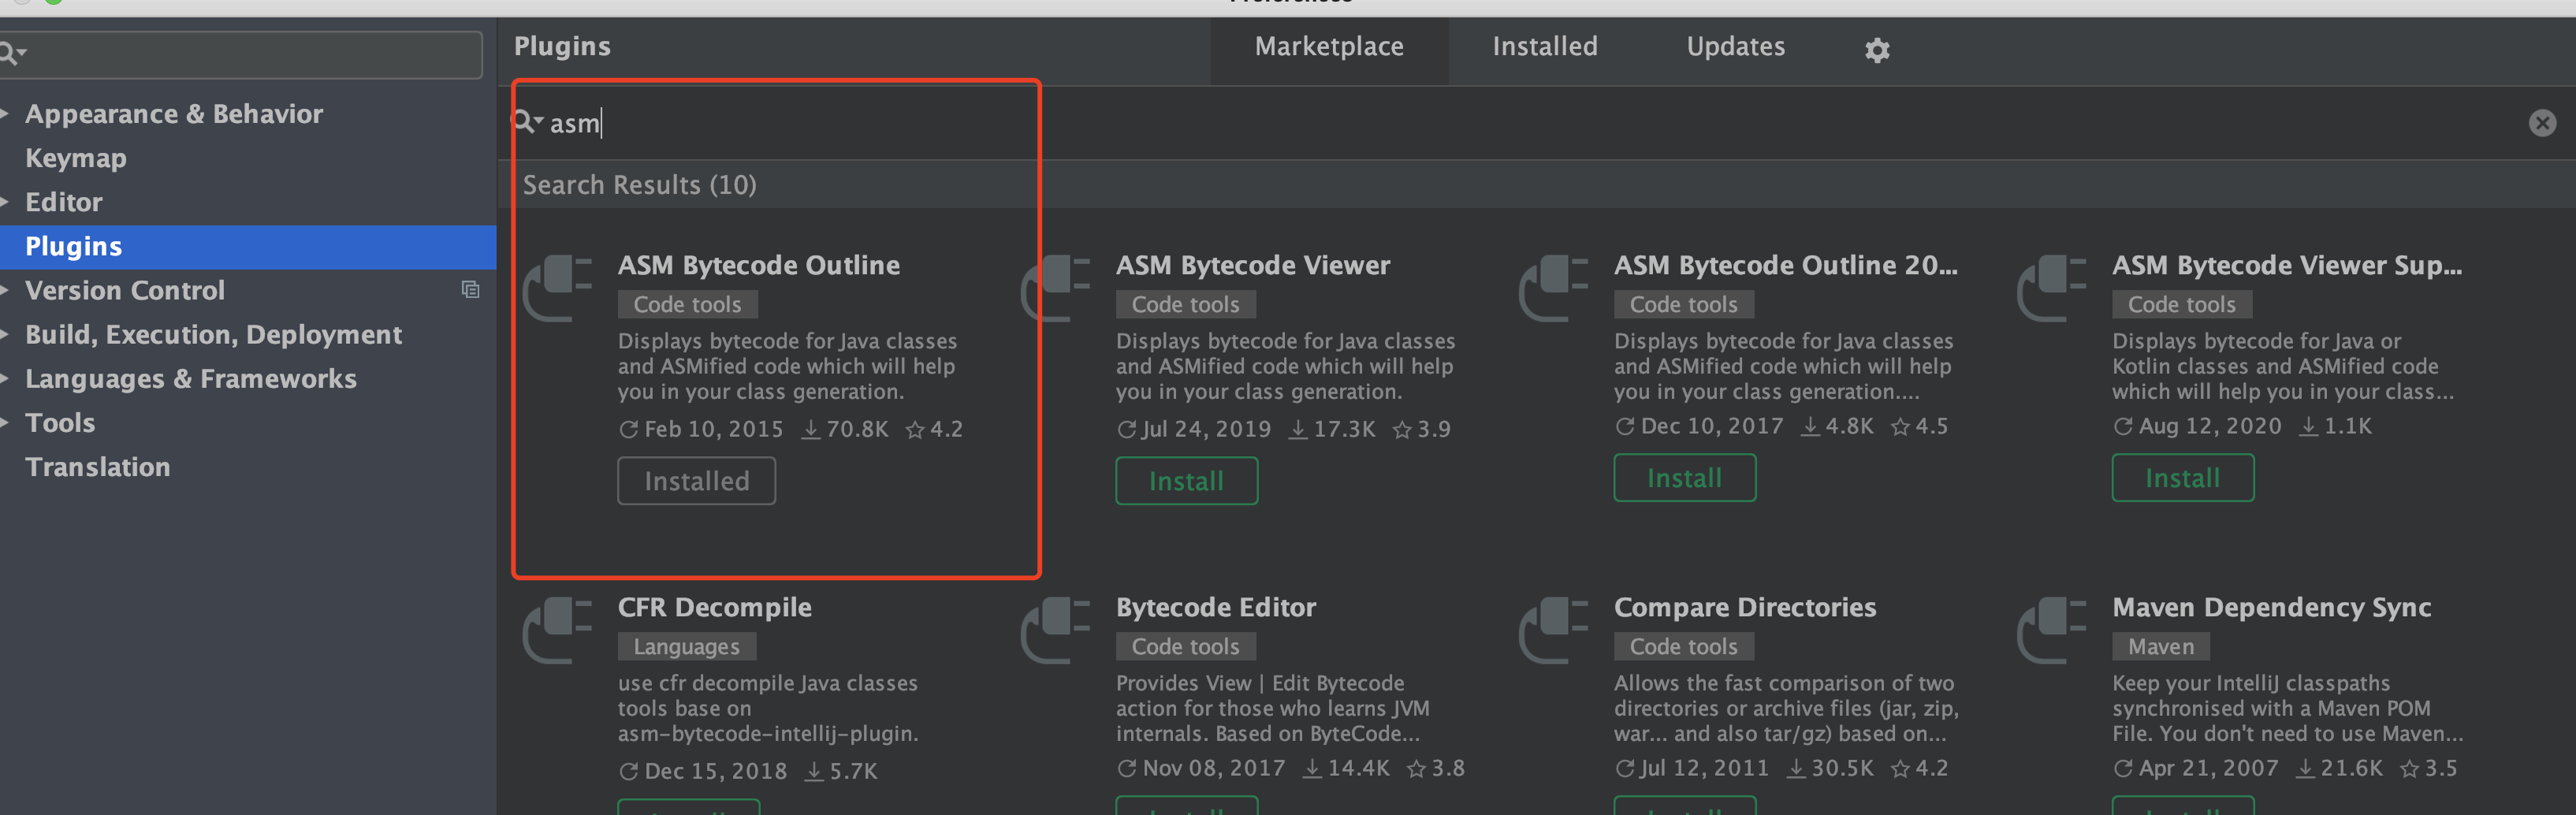 Preferences
Plugins
Marketplace
Installed
Updates
Appearance & Behavior
Keymap
Editor
Plugins
Version Control
Build, Execution, Deployment
Languages & Frameworks
Tools
Translation
asm
Search Results (10)
ASM Bytecode Outline
Code tools
Displays bytecode for Java classes
and ASMified code which will help
you in your class generation.
Feb 10, 2015 70.8K 4.2
Installed
ASM Bytecode Viewer
Code tools
Displays bytecode for Java classes
and ASMified code which will help
you in your class generation.
Jul 24, 2019 17.3K 3.9
Install
ASM Bytecode Outline 20...
Code tools
Displays bytecode for Java classes
and ASMified code which will help
you in your class generation....
Dec 10, 2017 4.8K 4.5
Install
ASM Bytecode Viewer Sup...
Code tools
Displays bytecode for Java or
Kotlin classes and ASMified code
which will help you in your class...
Aug 12, 2020 1.1K
Install
CFR Decompile
Languages
use cfr decompile Java classes
tools base on
asm-bytecode-intellij-plugin.
Dec 15, 2018 5.7K
Bytecode Editor
Code tools
Provides View | Edit Bytecode
action for those who learns JVM
internals. Based on ByteCode...
Nov 08, 2017 14.4K 3.8
Compare Directories
Code tools
Allows the fast comparison of two
directories or archive files (jar, zip,
war... and also tar/gz) based on...
Jul 12, 2011 30.5K 4.2
Maven Dependency Sync
Maven
Keep your IntelliJ classpaths
synchronised with a Maven POM
File. You don't need to use Maven...
Apr 21, 2007 21.6K 3.5